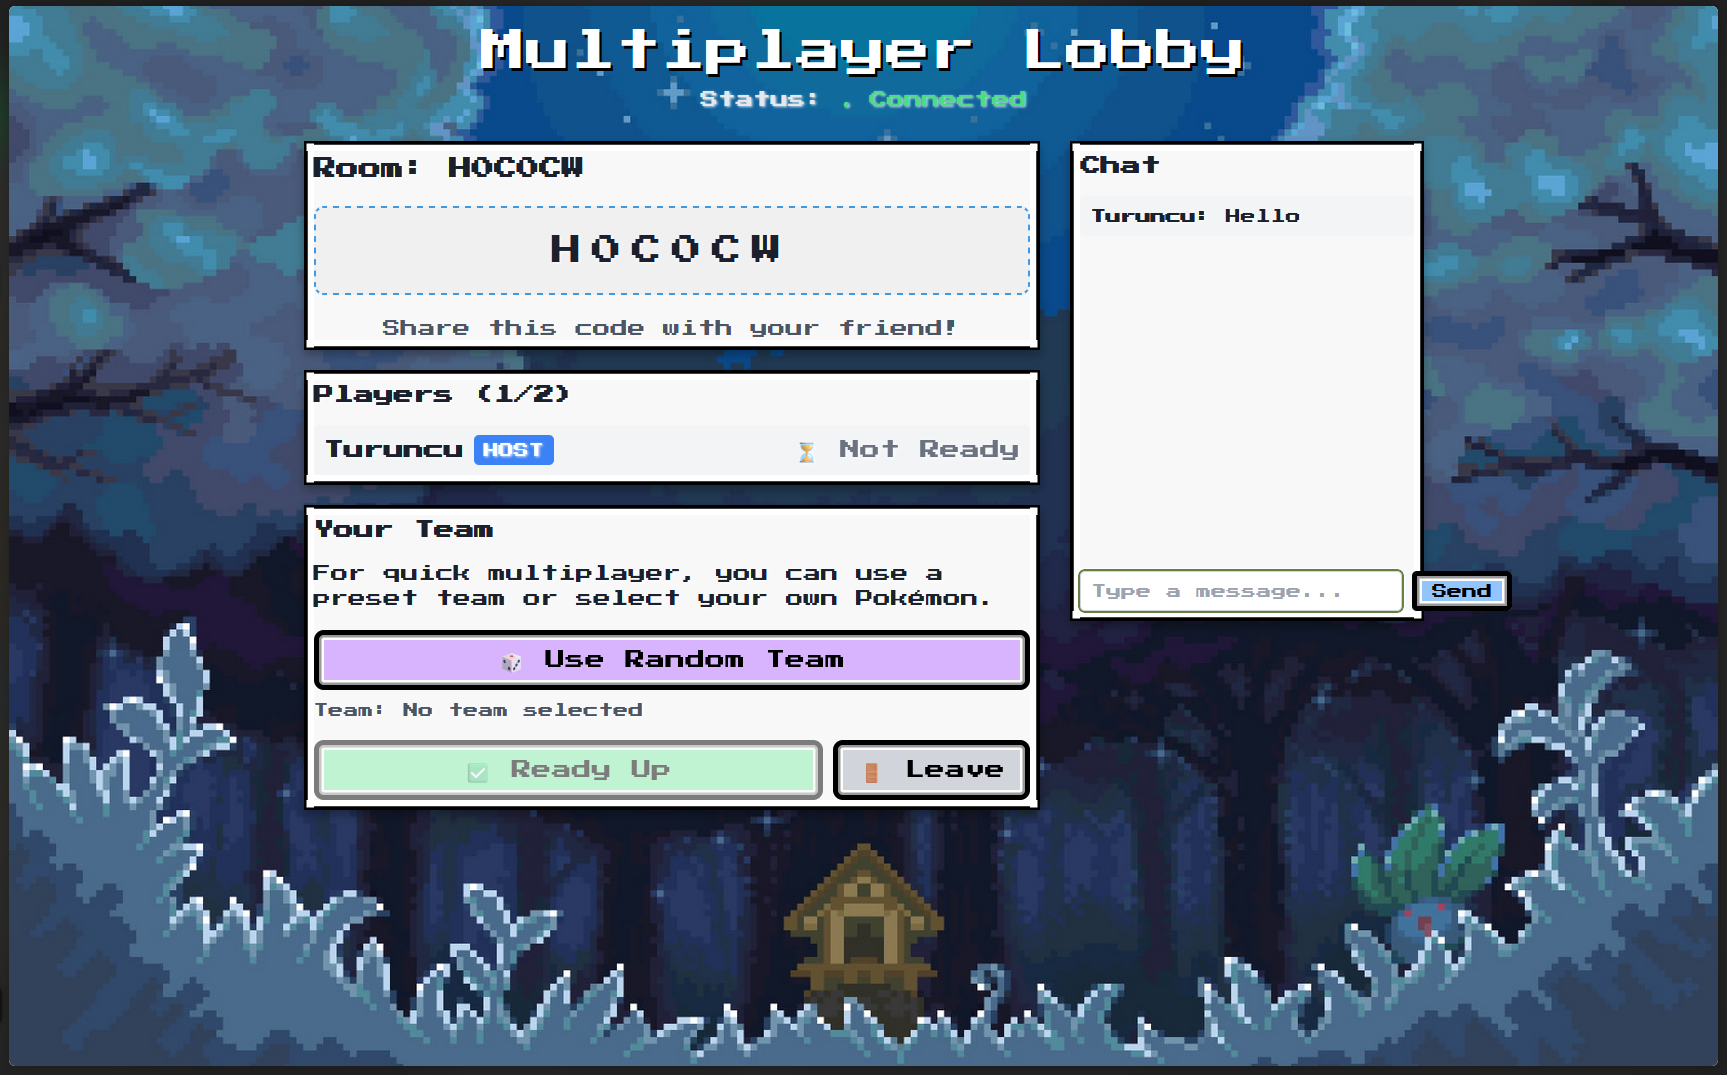 Multiplayer Lobby
Status: . Connected
Room: HOCOCW
HOCOCW
Share this code with your friend!
Players (1/2)
Turuncu HOST
Not Ready
Your Team
For quick multiplayer, you can use a
preset team or select your own Pokémon.
Use Random Team
Team: No team selected
Ready Up
Leave
Chat
Turuncu: Hello
Type a message...
Send